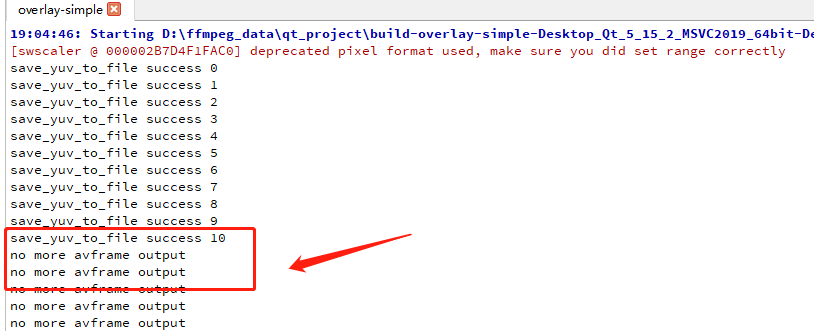 overlay-simple
19:04:46: Starting D:\ffmpeg_data\qt_project\build-overlay-simple-Desktop_Qt_5_15_2_MSVC2019_64bit-De
[swscaler @ 000002B7D4F1FAC0] deprecated pixel format used, make sure you did set range correctly
save_yuv_to_file success 0
save_yuv_to_file success 1
save_yuv_to_file success 2
save_yuv_to_file success 3
save_yuv_to_file success 4
save_yuv_to_file success 5
save_yuv_to_file success 6
save_yuv_to_file success 7
save_yuv_to_file success 8
save_yuv_to_file success 9
save_yuv_to_file success 10
no more avframe output
no more avframe output
no more avframe output
no more avframe output
no more avframe output